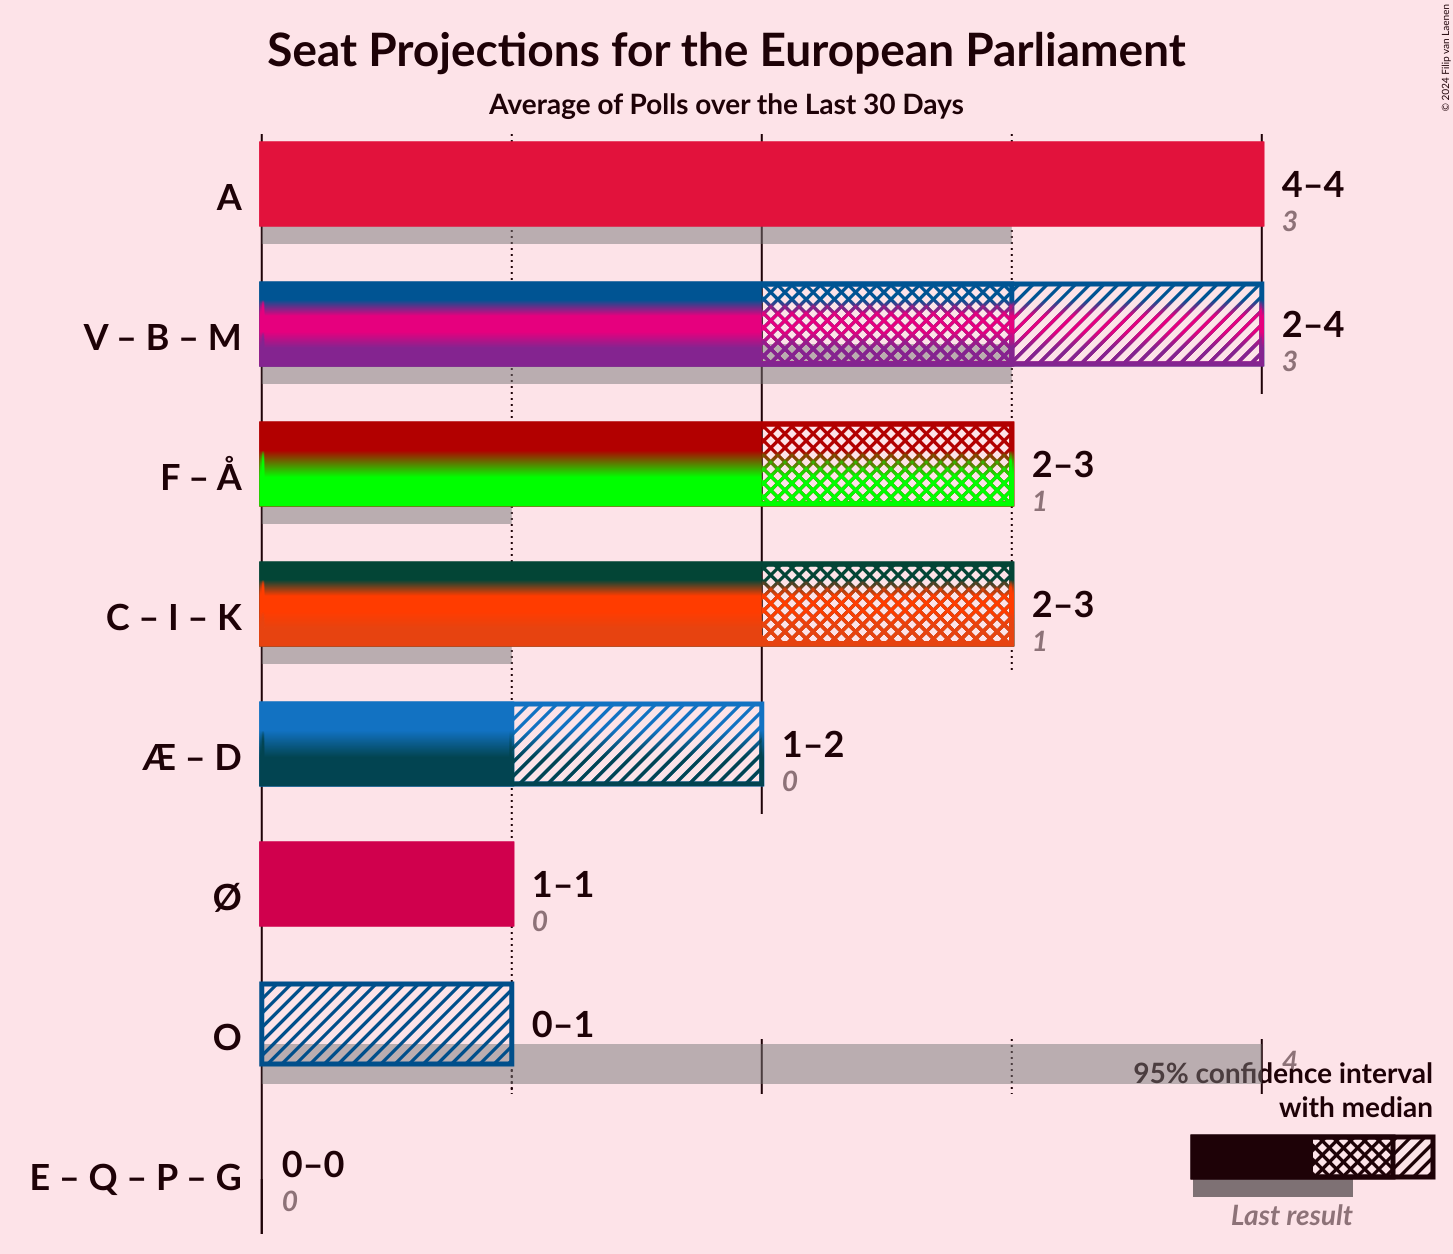 Seat Projections for the European Parliament
Average of Polls over the Last 30 Days
© 2024 Filip van Laenen
A
4–4
3
V – B – M
2–4
3
F – Å
2–3
1
C – I – K
2–3
1
Æ – D
1–2
0
Ø
1–1
0
O
0–1
4
E – Q – P – G
0–0
0
95% confidence interval
with median
Last result